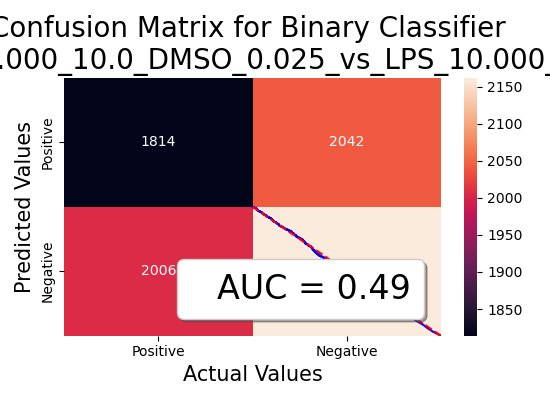 Confusion Matrix for Binary Classifier
.000_10.0_DMSO_0.025_vs_LPS_10.000_
Predicted Values
Positive
Negative
1814
2042
2006
AUC = 0.49
Positive
Negative
Actual Values
2150
2100
2050
2000
1950
1900
1850